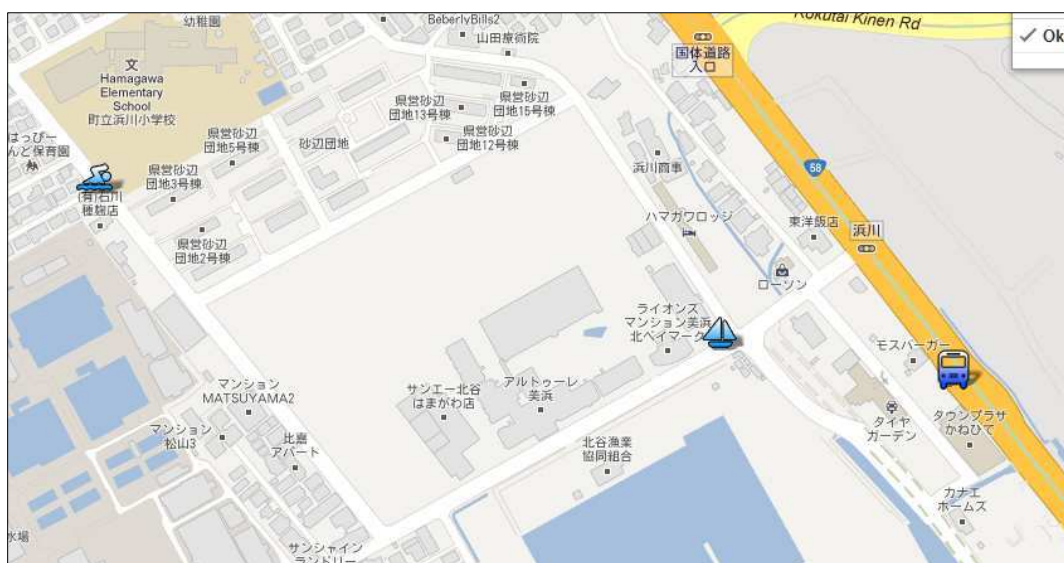 幼稚園
BeberlyBills2
山田療術院
Kokutai Kinen Rd
✓ Ok
国体道路
入口
文
Hamagawa
Elementary
School
町立浜川小学校
県営砂辺
団地13号棟
県営砂辺
団地15号棟
県営砂辺
団地12号棟
県営砂辺
団地5号棟
砂辺団地
はっぴー
んど保育園
県営砂辺
団地3号棟
(有)石川
種麹店
県営砂辺
団地2号棟
浜川商事
58
ハマガワロッジ
東洋飯店
浜川
ローソン
ライオンズ
マンション美浜
北ベイマーク
モスバーガー
マンション
MATSUYAMA2
サンエー北谷
はまがわ店
アルトゥーレ
美浜
タイヤ
ガーデン
タウンプラザ
かねひで
マンション
松山3
比嘉
アパート
北谷漁業
協同組合
カナエ
ホームズ
水場
サンシャイン
ランドリー